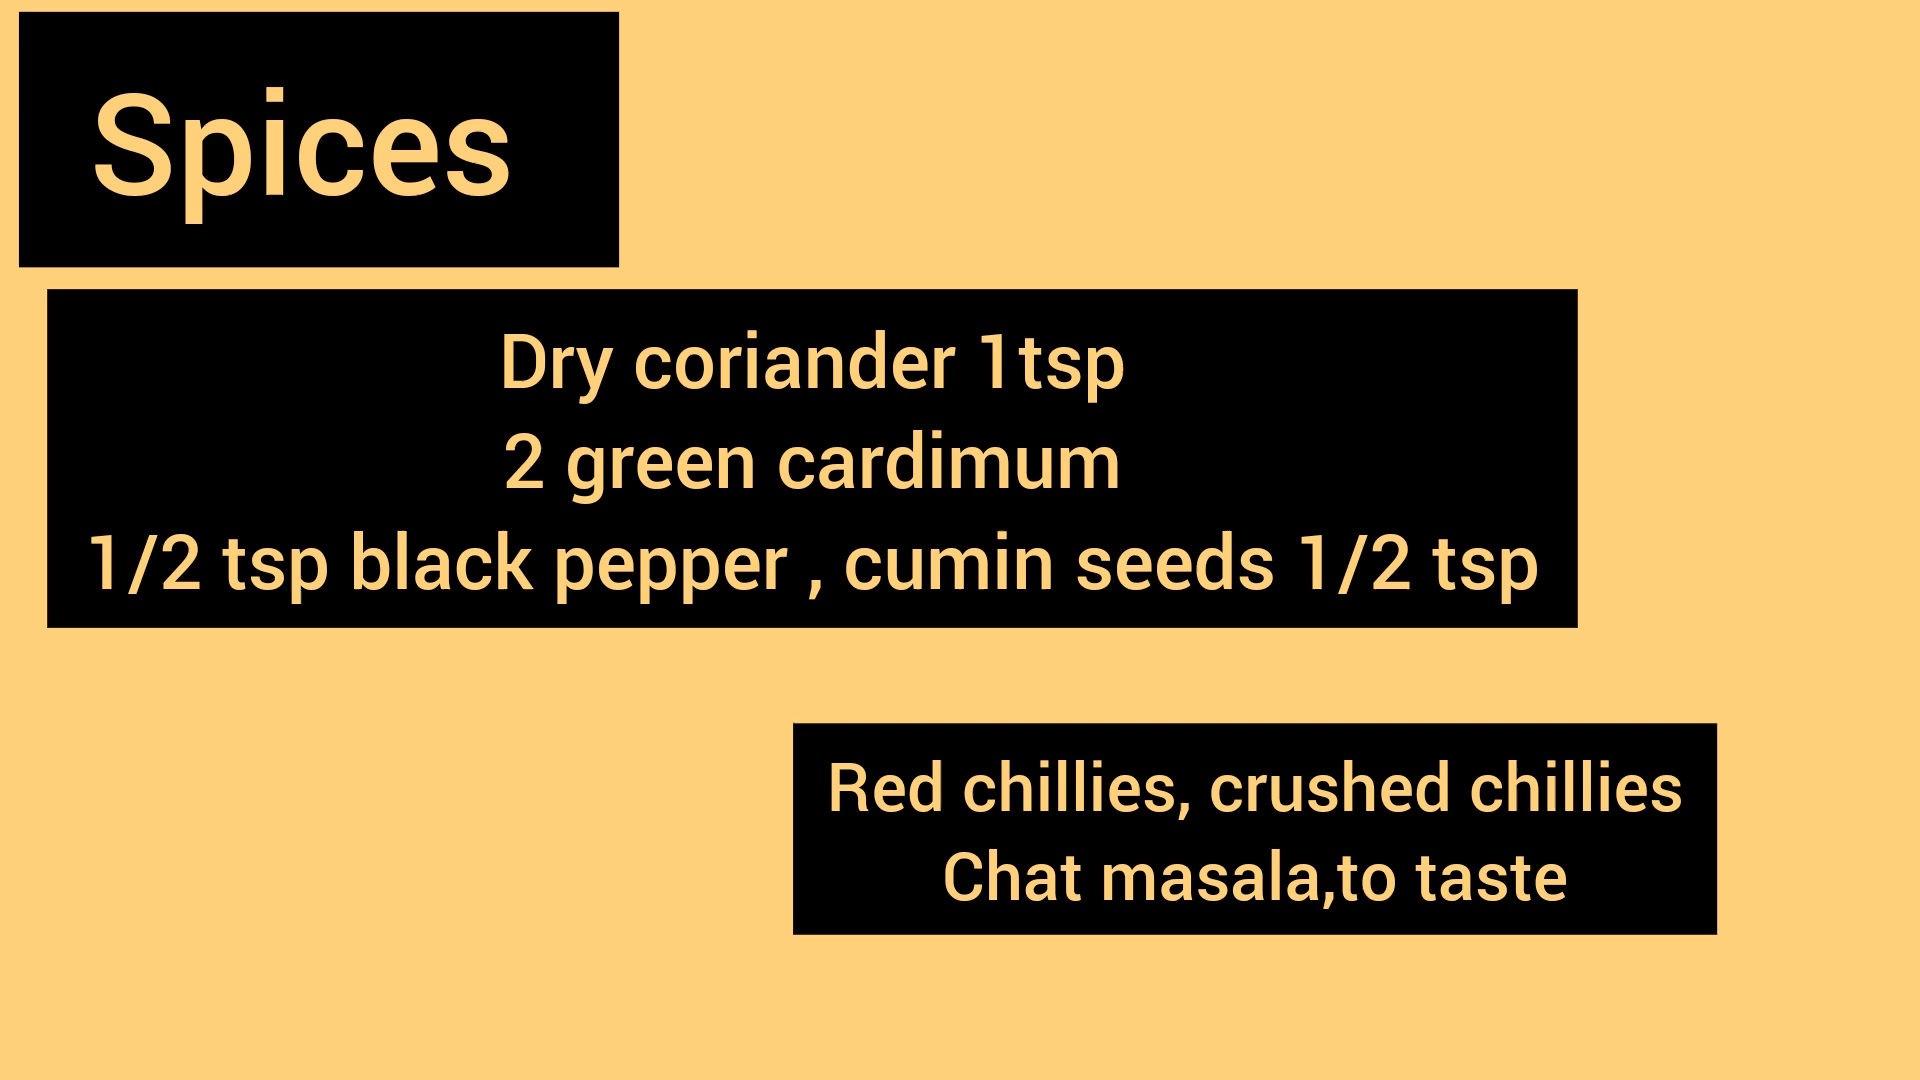 Spices
Dry coriander 1tsp
2 green cardimum
1/2 tsp black pepper , cumin seeds 1/2 tsp
Red chillies, crushed chillies
Chat masala,to taste